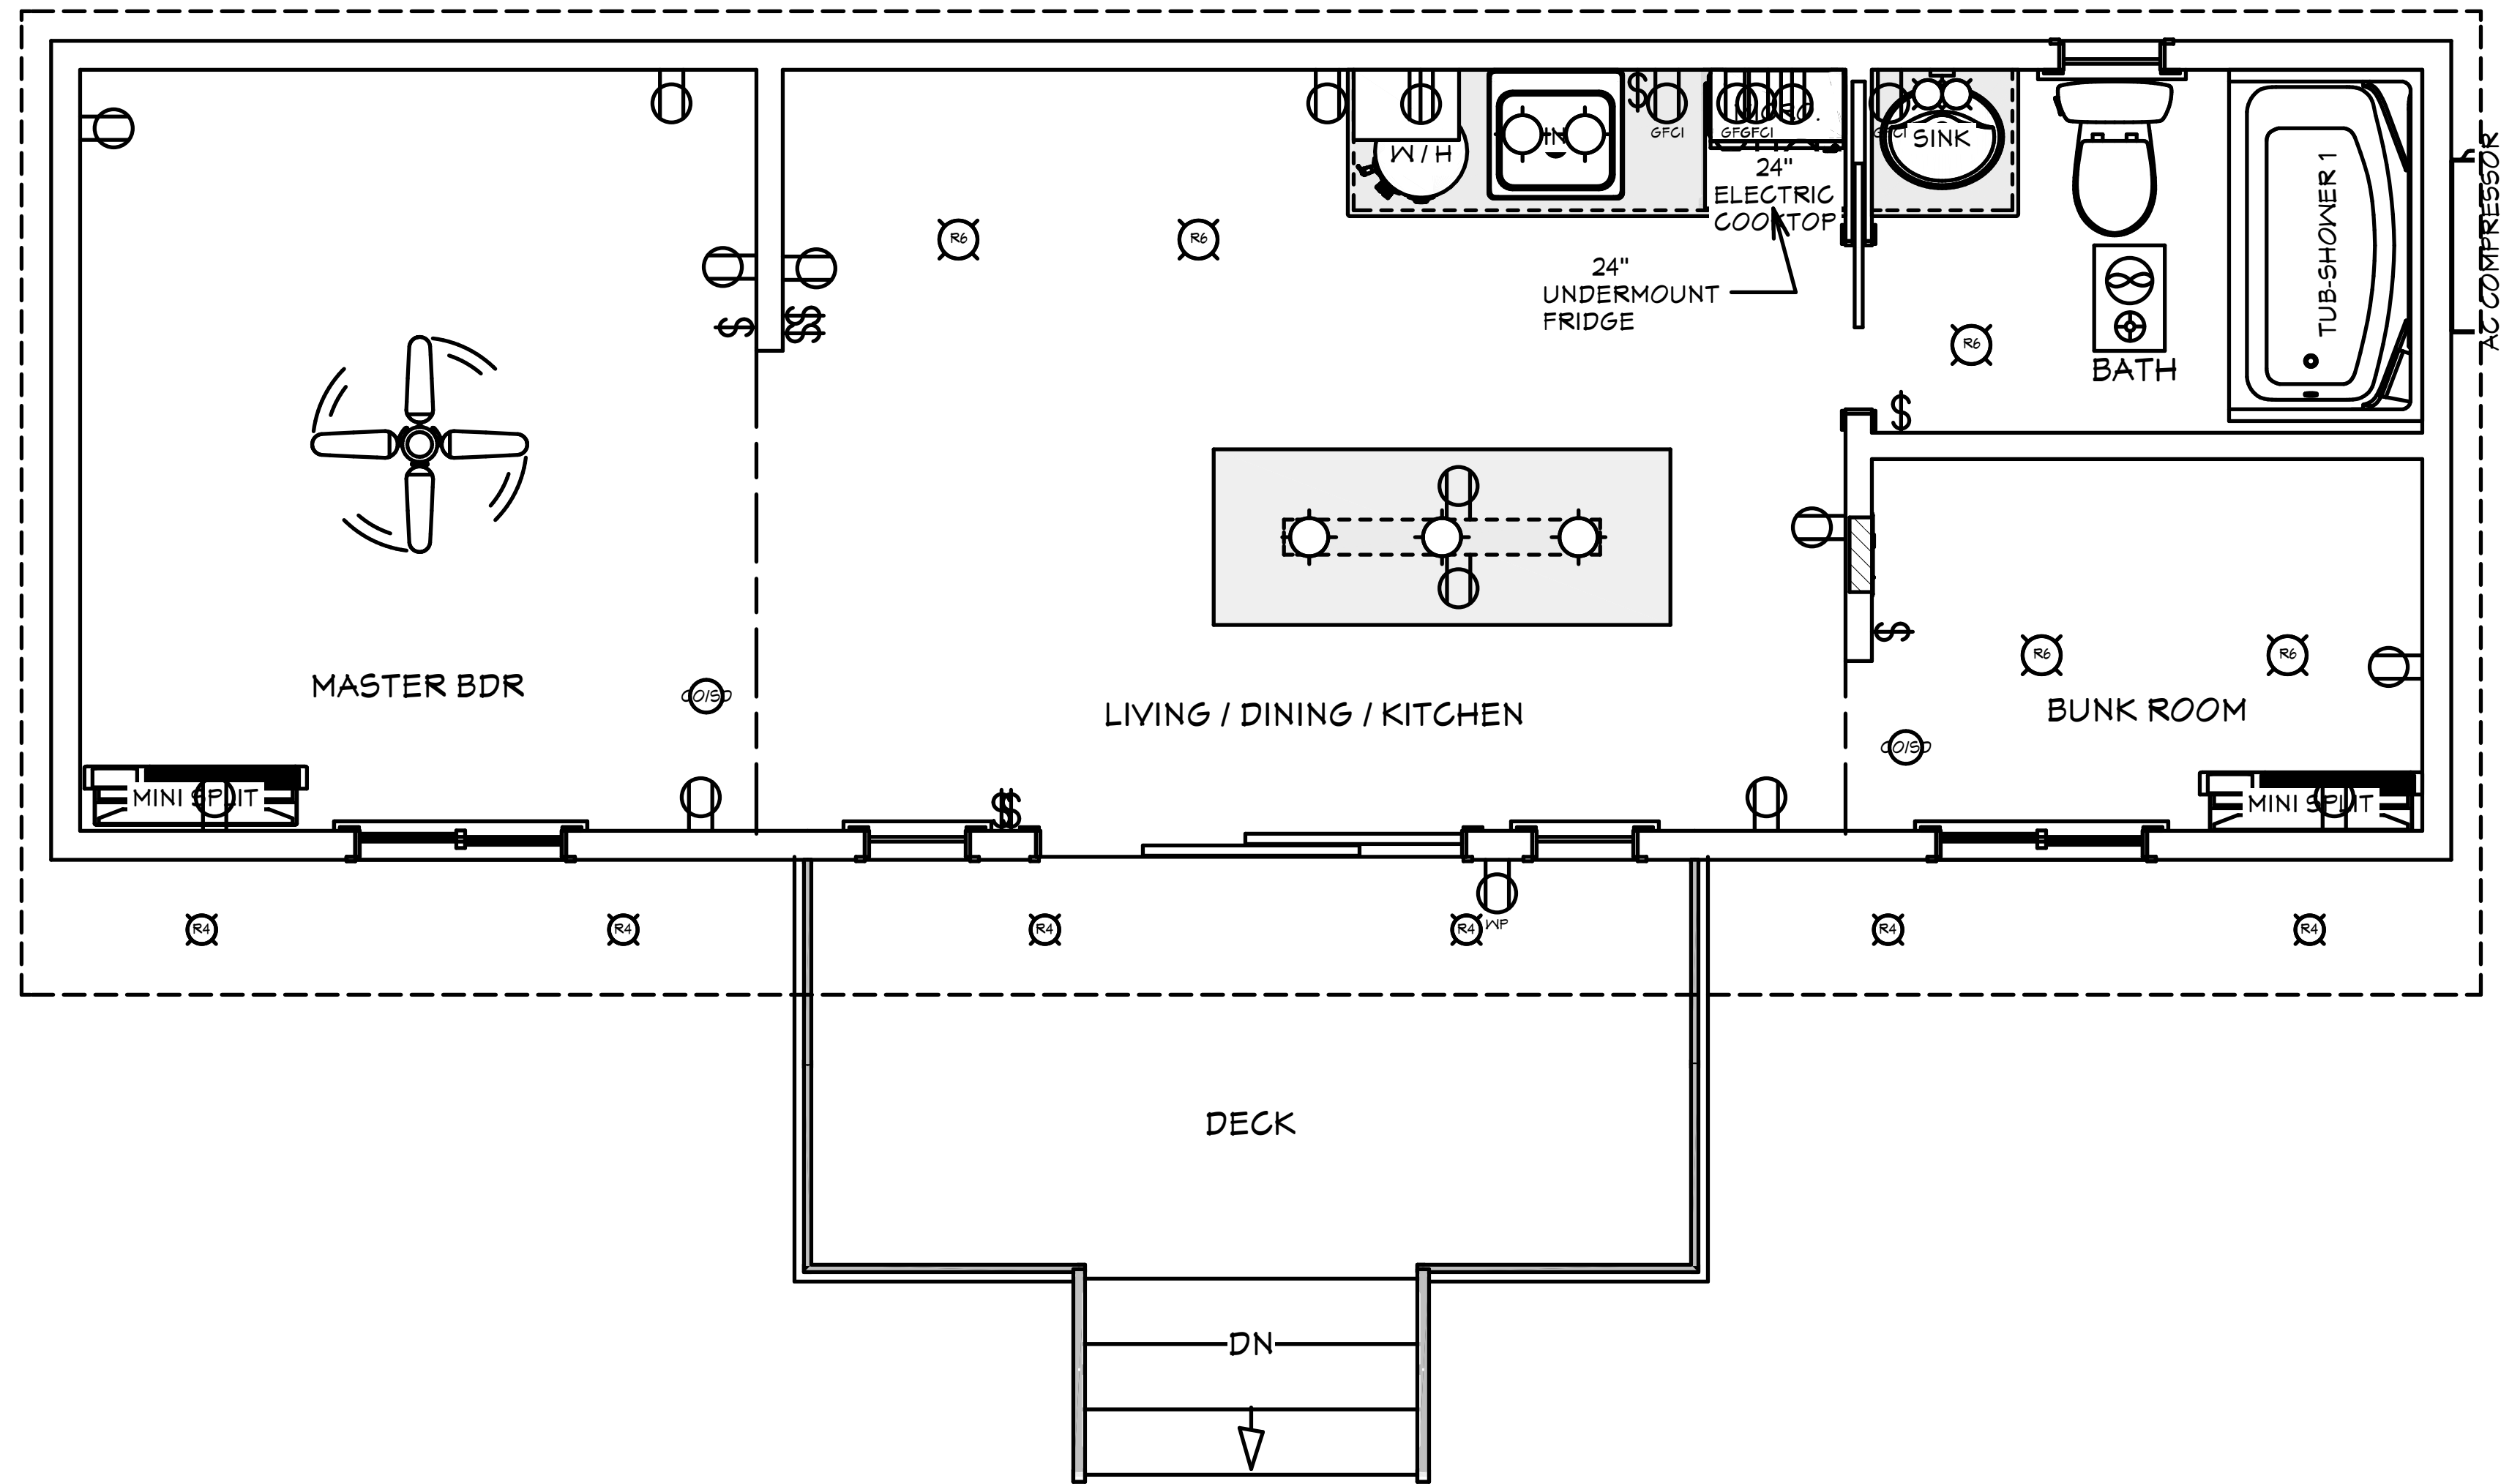 GFCI
GFCI
GFCI
W/H
SINK
24"
ELECTRIC
COOKTOP
R6
R6
24"
UNDERMOUNT
FRIDGE
R6
BATH
TUB-SHOWER 1
AC COMPRESSOR
MASTER BDR
CO/SD
LIVING / DINING / KITCHEN
R6
R6
BUNK ROOM
CO/SD
MINI SPLIT
MINI SPLIT
R4
R4
R4
R4
WP
R4
R4
DECK
DN